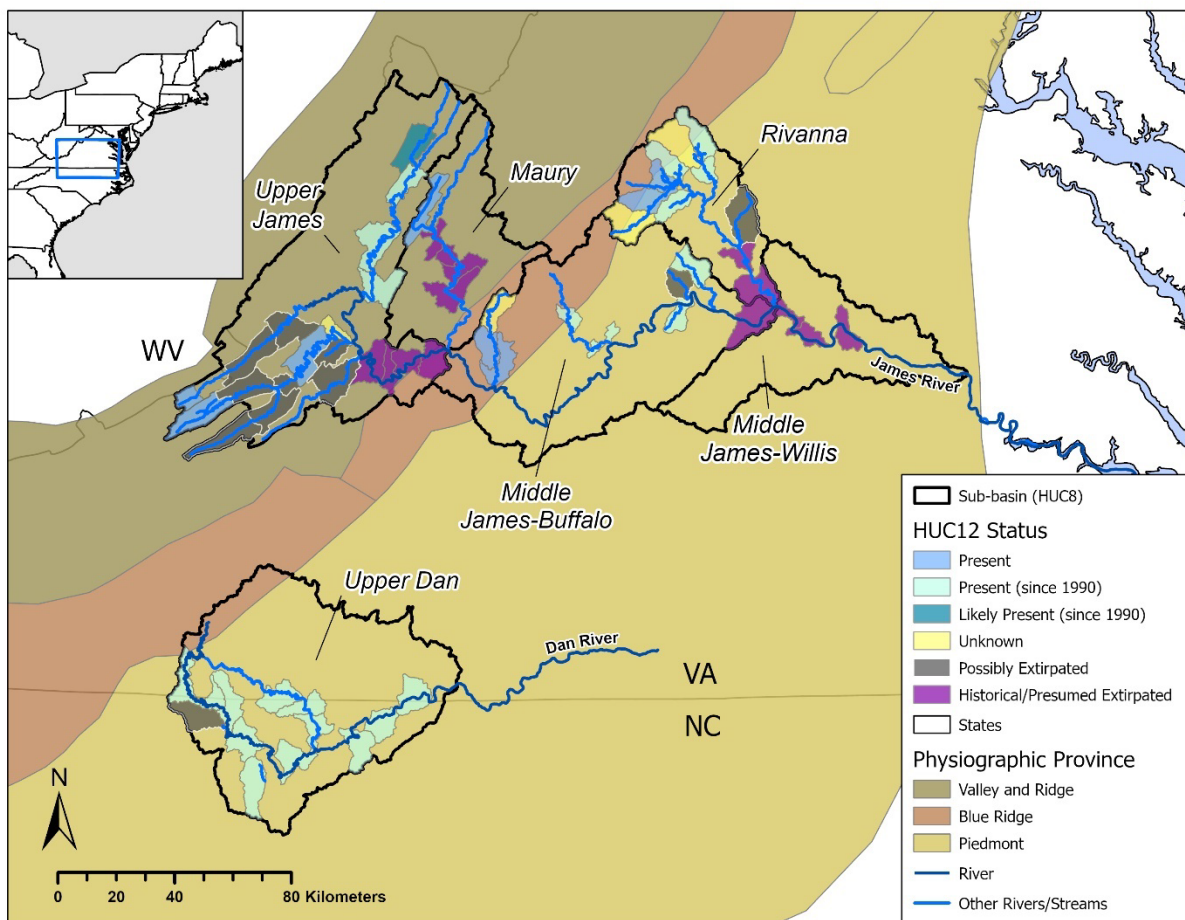 Rivanna
Maury
Upper
James
WV
James River
Middle
James-Willis
Middle
James-Buffalo
Upper Dan
Dan River
VA
NC
N
0 20 40 80 Kilometers
Sub-basin (HUC8)
HUC12 Status
Present
Present (since 1990)
Likely Present (since 1990)
Unknown
Possibly Extirpated
Historical/Presumed Extirpated
States
Physiographic Province
Valley and Ridge
Blue Ridge
Piedmont
River
Other Rivers/Streams